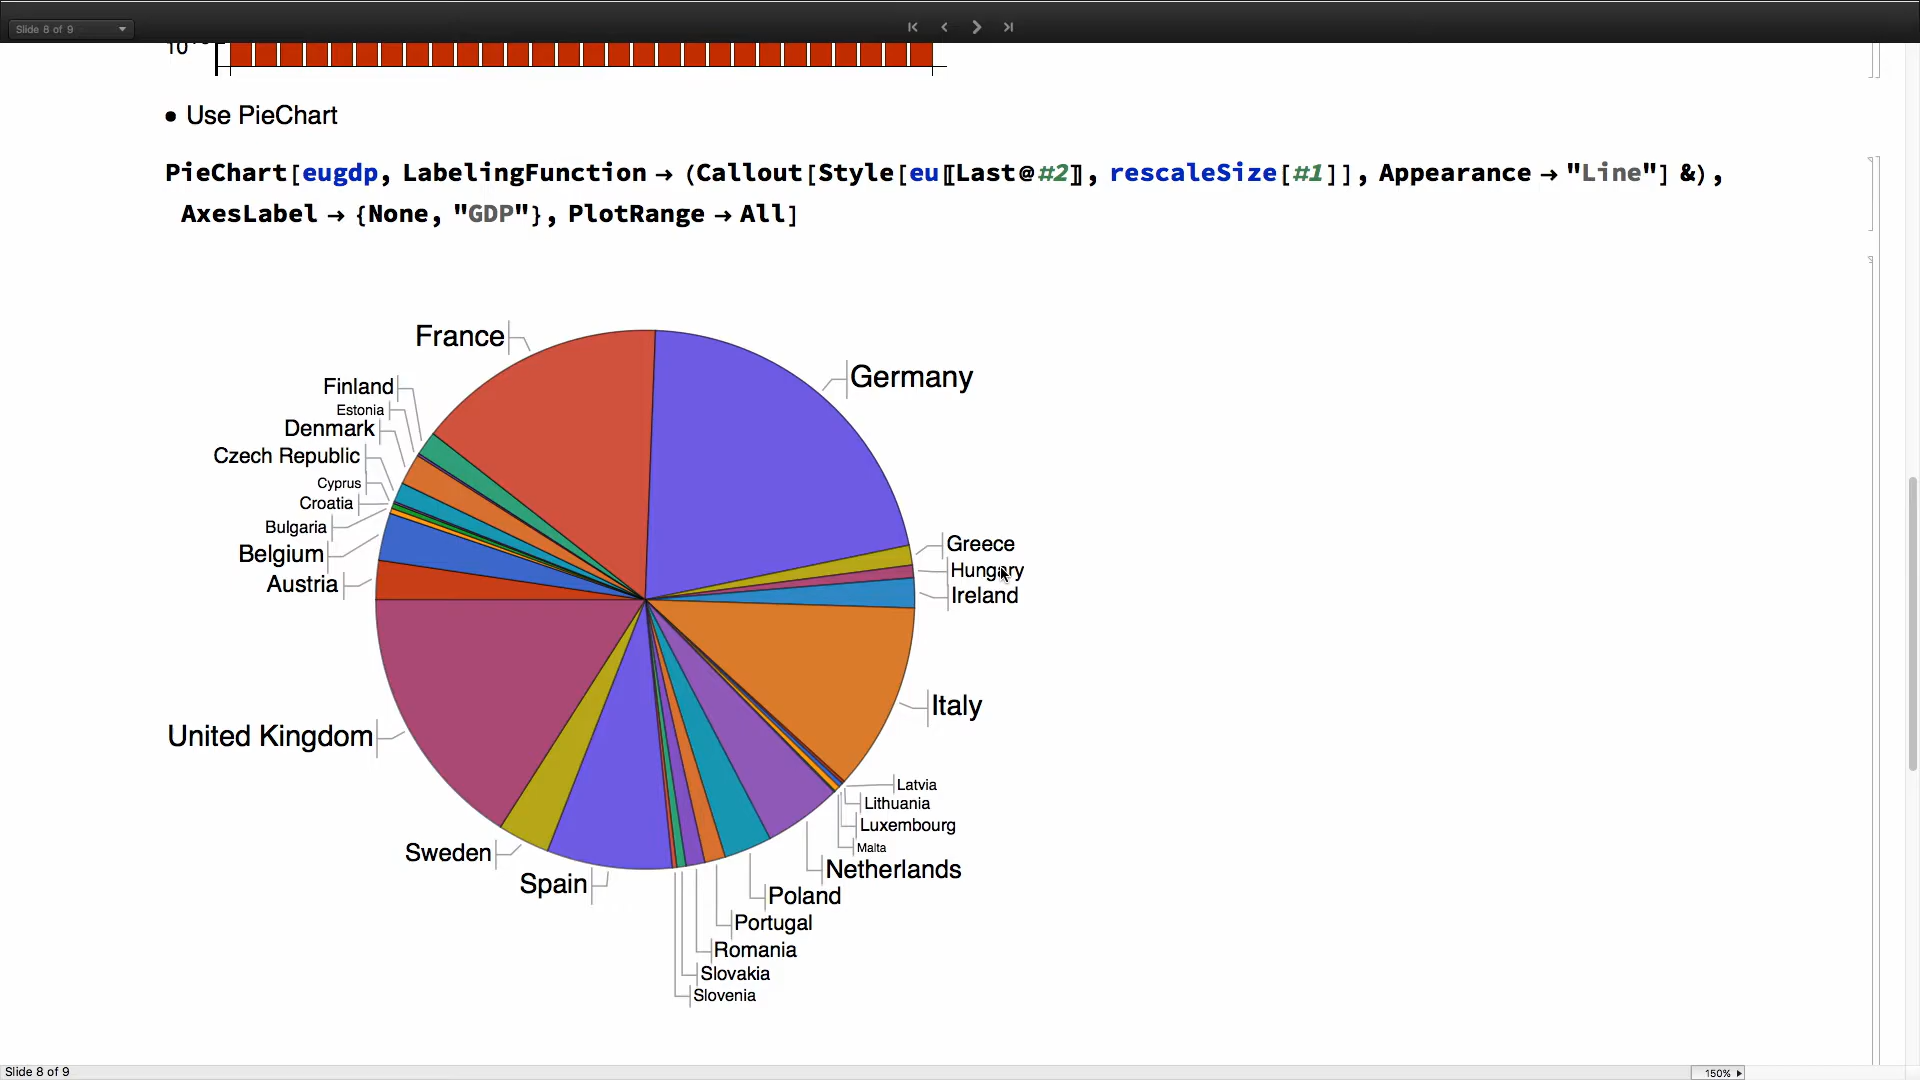 Slide 8 of 9
• Use PieChart
PieChart[eugdp, LabelingFunction → (Callout[Style[eu〚Last@#2〛, rescaleSize[#1]], Appearance → "Line"] &),
AxesLabel → {None, "GDP"}, PlotRange → All]
France
Germany
Finland
Estonia
Denmark
Czech Republic
Cyprus
Croatia
Bulgaria
Belgium
Austria
Greece
Hungary
Ireland
United Kingdom
Italy
Latvia
Lithuania
Luxembourg
Malta
Netherlands
Sweden
Spain
Poland
Portugal
Romania
Slovakia
Slovenia
Slide 8 of 9
150%